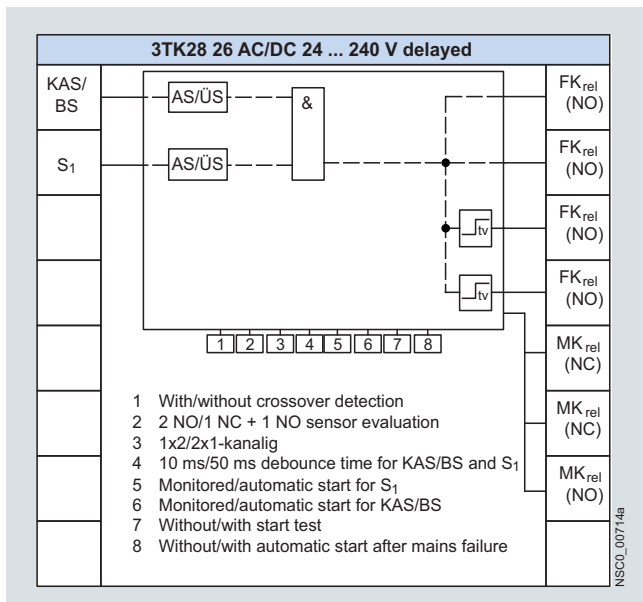 3TK28 26 AC/DC 24 ... 240 V delayed
KAS/
BS
AS/ÜS
&
FKrel
(NO)
S1
AS/ÜS
FKrel
(NO)
tv
FKrel
(NO)
tv
FKrel
(NO)
1 2 3 4 5 6 7 8
MKrel
(NC)
MKrel
(NC)
MKrel
(NO)
1 With/without crossover detection
2 2 NO/1 NC + 1 NO sensor evaluation
3 1x2/2x1-kanalig
4 10 ms/50 ms debounce time for KAS/BS and S1
5 Monitored/automatic start for S1
6 Monitored/automatic start for KAS/BS
7 Without/with start test
8 Without/with automatic start after mains failure
NSC0_00714a